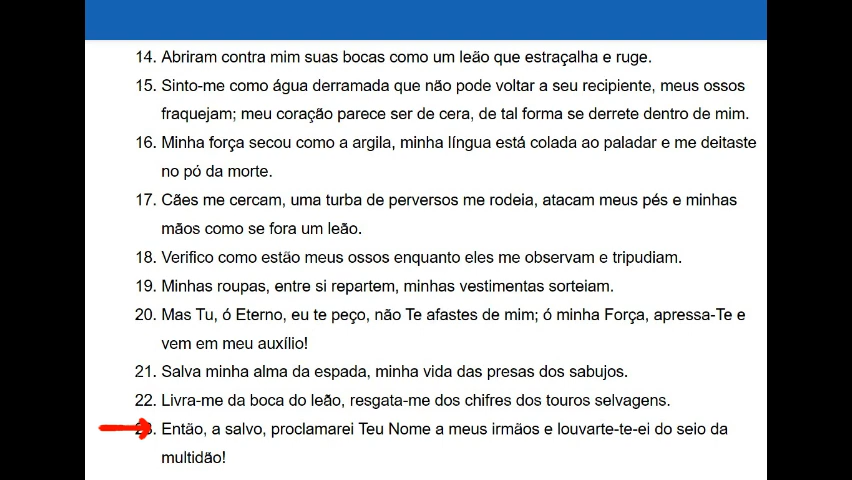 14. Abriram contra mim suas bocas como um leão que estraçalha e ruge.
15. Sinto-me como água derramada que não pode voltar a seu recipiente, meus ossos
fraquejam; meu coração parece ser de cera, de tal forma se derrete dentro de mim.
16. Minha força secou como a argila, minha língua está colada ao paladar e me deitaste
no pó da morte.
17. Cães me cercam, uma turba de perversos me rodeia, atacam meus pés e minhas
mãos como se fora um leão.
18. Verifico como estão meus ossos enquanto eles me observam e tripudiam.
19. Minhas roupas, entre si repartem, minhas vestimentas sorteiam.
20. Mas Tu, ó Eterno, eu te peço, não Te afastes de mim; ó minha Força, apressa-Te e
vem em meu auxílio!
21. Salva minha alma da espada, minha vida das presas dos sabujos.
22. Livra-me da boca do leão, resgata-me dos chifres dos touros selvagens.
23. Então, a salvo, proclamarei Teu Nome a meus irmãos e louvarte-te-ei do seio da
multidão!